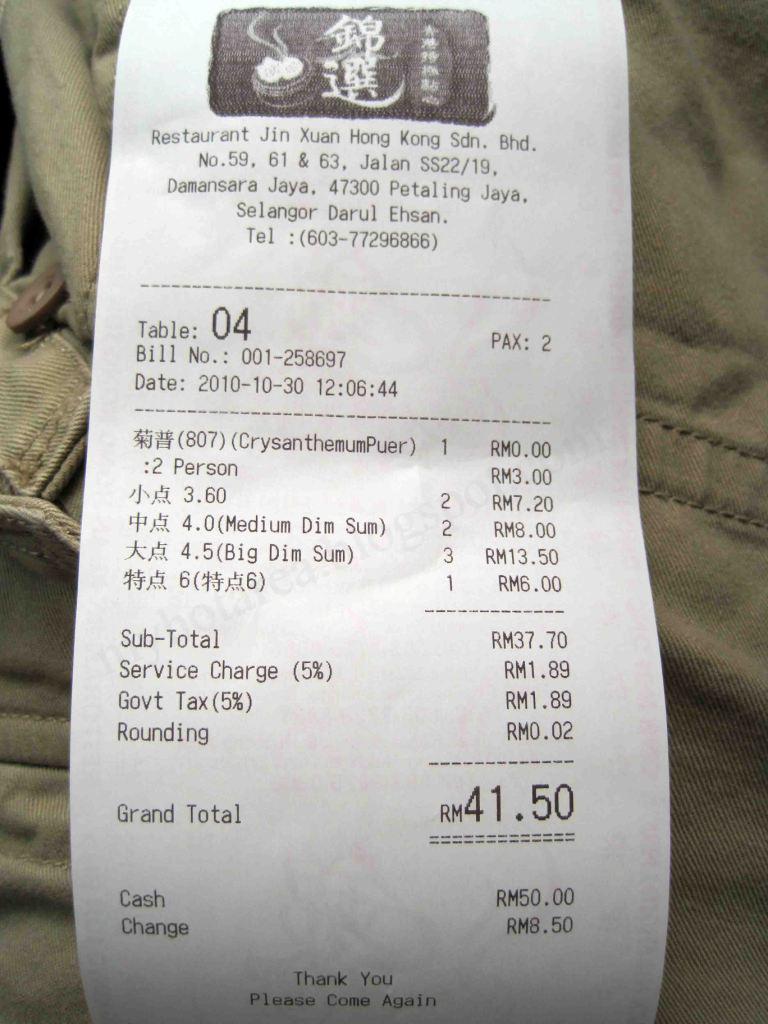 錦
選
Restaurant Jin Xuan Hong Kong Sdn. Bhd.
No.59, 61 & 63, Jalan SS22/19,
Damansara Jaya, 47300 Petaling Jaya,
Selangor Darul Ehsan.
Tel :(603-77296866)
Table: 04 PAX: 2
Bill No.: 001-258697
Date: 2010-10-30 12:06:44
菊普(807)(CrysanthemumPuer) 1 RM0.00
:2 Person RM3.00
小点 3.60 2 RM7.20
中点 4.0(Medium Dim Sum) 2 RM8.00
大点 4.5(Big Dim Sum) 3 RM13.50
特点 6(特点6) 1 RM6.00
Sub-Total RM37.70
Service Charge (5%) RM1.89
Govt Tax(5%) RM1.89
Rounding RM0.02
Grand Total RM41.50
Cash RM50.00
Change RM8.50
Thank You
Please Come Again